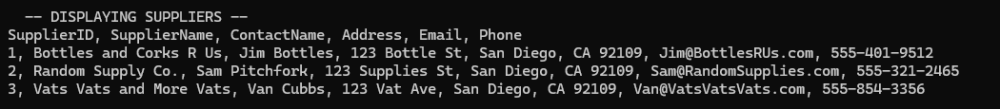 -- DISPLAYING SUPPLIERS --
SupplierID, SupplierName, ContactName, Address, Email, Phone
1, Bottles and Corks R Us, Jim Bottles, 123 Bottle St, San Diego, CA 92109, Jim@BottlesRUs.com, 555-401-9512
2, Random Supply Co., Sam Pitchfork, 123 Supplies St, San Diego, CA 92109, Sam@RandomSupplies.com, 555-321-2465
3, Vats Vats and More Vats, Van Cubbs, 123 Vat Ave, San Diego, CA 92109, Van@VatsVatsVats.com, 555-854-3356